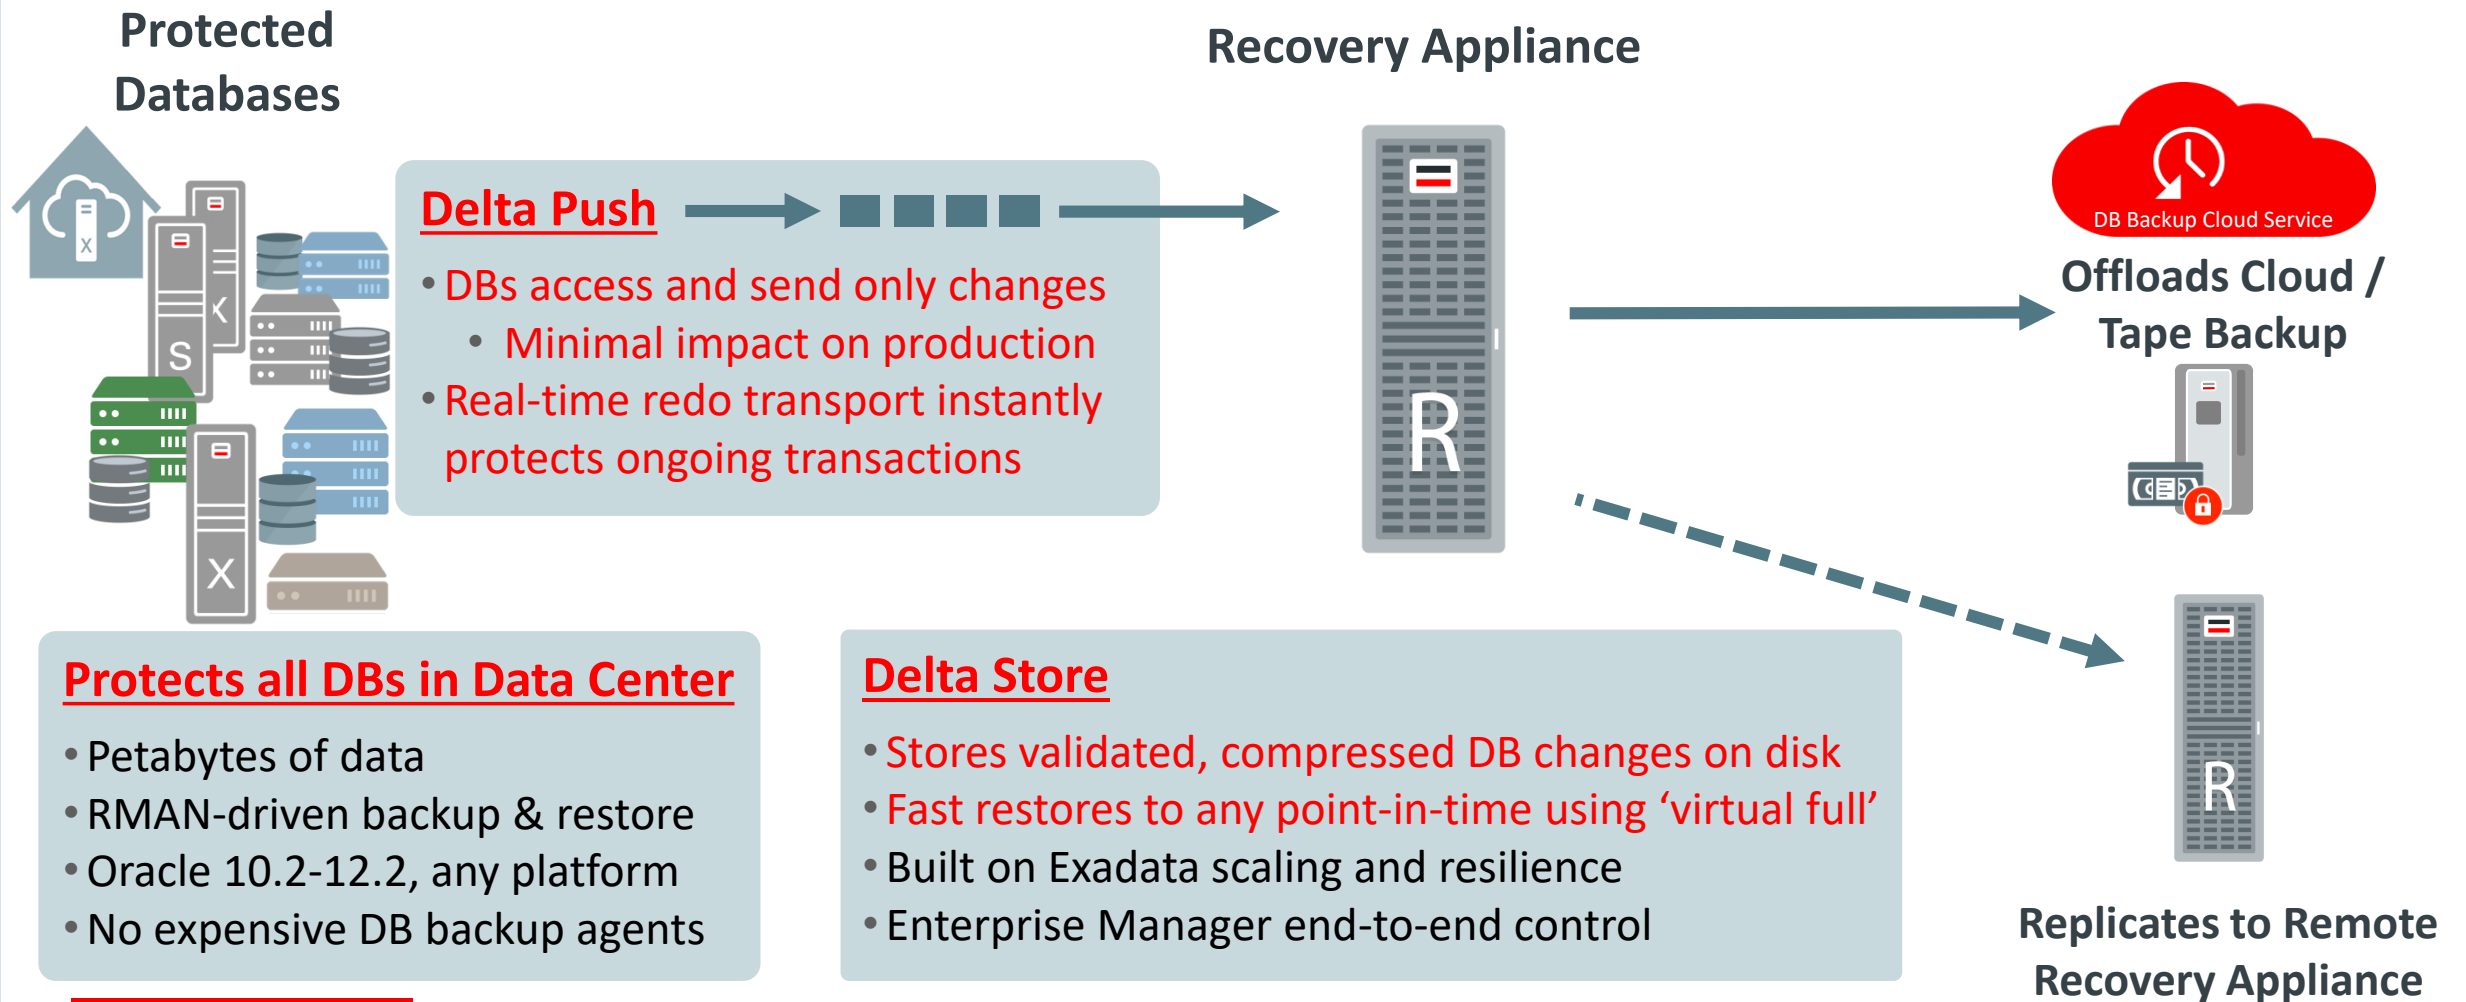 Protected
Databases
Recovery Appliance
Delta Push
• DBs access and send only changes
• Minimal impact on production
• Real-time redo transport instantly
protects ongoing transactions
X
X
S
X
R
DB Backup Cloud Service
Offloads Cloud /
Tape Backup
Protects all DBs in Data Center
• Petabytes of data
• RMAN-driven backup & restore
• Oracle 10.2-12.2, any platform
• No expensive DB backup agents
Delta Store
• Stores validated, compressed DB changes on disk
• Fast restores to any point-in-time using ‘virtual full’
• Built on Exadata scaling and resilience
• Enterprise Manager end-to-end control
R
Replicates to Remote
Recovery Appliance